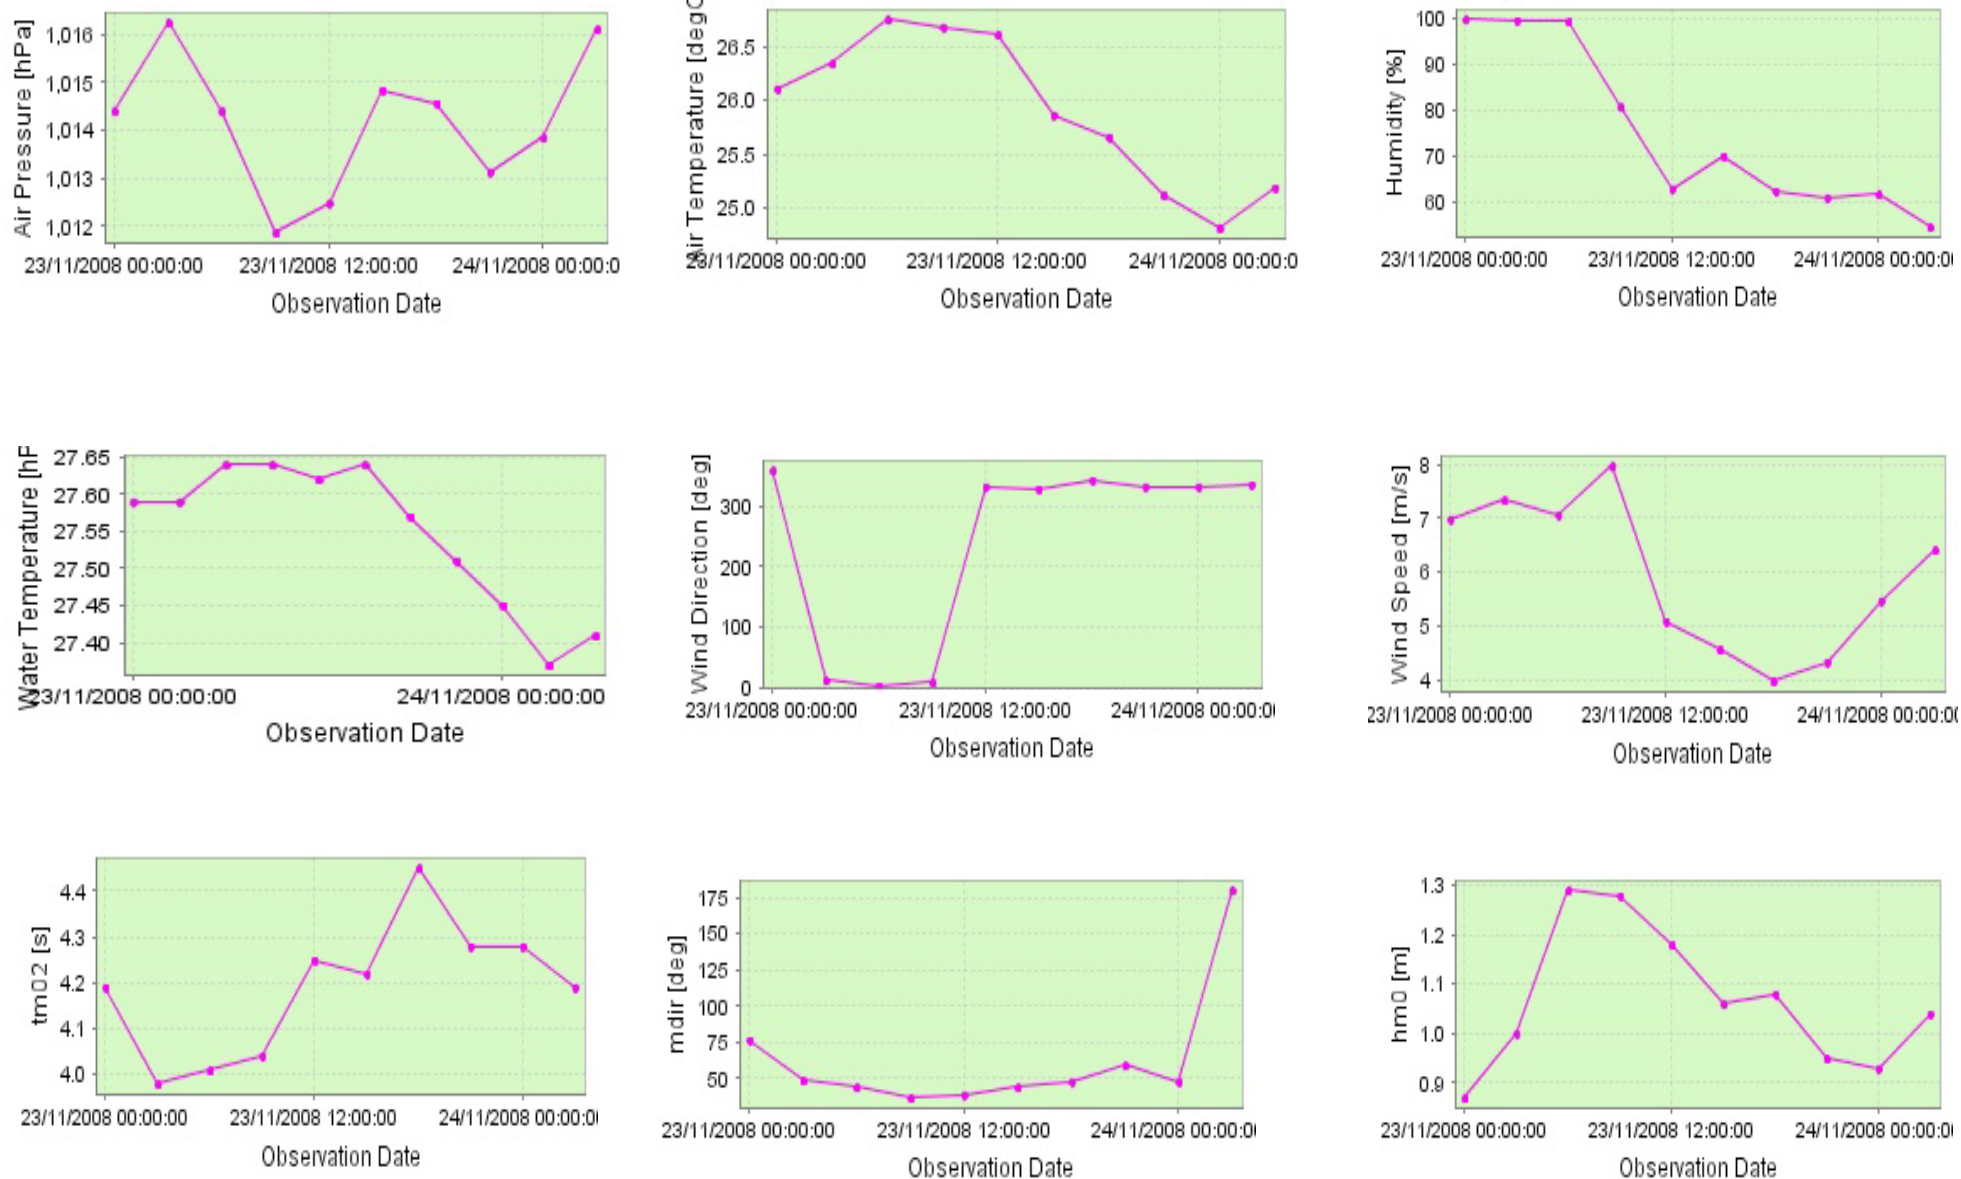 Air Pressure [hPa]
1,016
1,015
1,014
1,013
1,012
23/11/2008 00:00:00 23/11/2008 12:00:00 24/11/2008 00:00:0
Observation Date
Air Temperature [degC
26.5
26.0
25.5
25.0
23/11/2008 00:00:00 23/11/2008 12:00:00 24/11/2008 00:00:0
Observation Date
Humidity [%]
100
90
80
70
60
23/11/2008 00:00:00 23/11/2008 12:00:00 24/11/2008 00:00:0
Observation Date
Water Temperature [hF
27.65
27.60
27.55
27.50
27.45
27.40
23/11/2008 00:00:00 24/11/2008 00:00:00
Observation Date
Wind Direction [deg]
300
200
100
0
23/11/2008 00:00:00 23/11/2008 12:00:00 24/11/2008 00:00:0
Observation Date
Wind Speed [m/s]
8
7
6
5
4
23/11/2008 00:00:00 23/11/2008 12:00:00 24/11/2008 00:00:0
Observation Date
tm02 [s]
4.4
4.3
4.2
4.1
4.0
23/11/2008 00:00:00 23/11/2008 12:00:00 24/11/2008 00:00:0
Observation Date
mdir [deg]
175
150
125
100
75
50
23/11/2008 00:00:00 23/11/2008 12:00:00 24/11/2008 00:00:0
Observation Date
hm0 [m]
1.3
1.2
1.1
1.0
0.9
23/11/2008 00:00:00 23/11/2008 12:00:00 24/11/2008 00:00:0
Observation Date